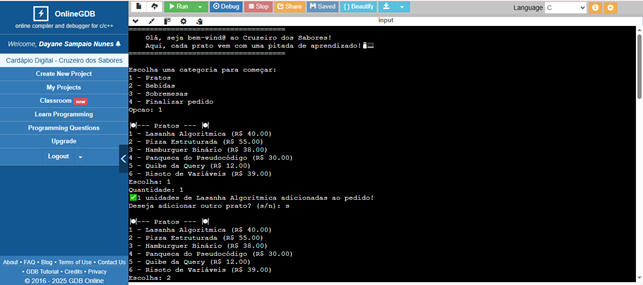 OnlineGDB
online compiler and debugger for c/c++
Welcome, Dayane Sampaio Nunes
Cardápio Digital - Cruzeiro dos Sabores
Create New Project
My Projects
Classroom new
Learn Programming
Programming Questions
Upgrade
Logout
About • FAQ • Blog • Terms of Use • Contact Us
• GDB Tutorial • Credits • Privacy
© 2016 - 2025 GDB Online
Run Debug Stop Share Saved { } Beautify Language C
input
========================================
Olá, seja bem-vind@ ao Cruzeiro dos Sabores!
Aqui, cada prato vem com uma pitada de aprendizado!
========================================
Escolha uma categoria para começar:
1 - Pratos
2 - Bebidas
3 - Sobremesas
4 - Finalizar pedido
Opcao: 1
--- Pratos ---
1 - Lasanha Algoritmica (R$ 40.00)
2 - Pizza Estruturada (R$ 55.00)
3 - Hamburguer Binário (R$ 38.00)
4 - Panqueca do Pseudocódigo (R$ 30.00)
5 - Quibe da Query (R$ 12.00)
6 - Risoto de Variáveis (R$ 39.00)
Escolha: 1
Quantidade: 1
1 unidades de Lasanha Algoritmica adicionadas ao pedido!
Deseja adicionar outro prato? (s/n): s
--- Pratos ---
1 - Lasanha Algoritmica (R$ 40.00)
2 - Pizza Estruturada (R$ 55.00)
3 - Hamburguer Binário (R$ 38.00)
4 - Panqueca do Pseudocódigo (R$ 30.00)
5 - Quibe da Query (R$ 12.00)
6 - Risoto de Variáveis (R$ 39.00)
Escolha: 2